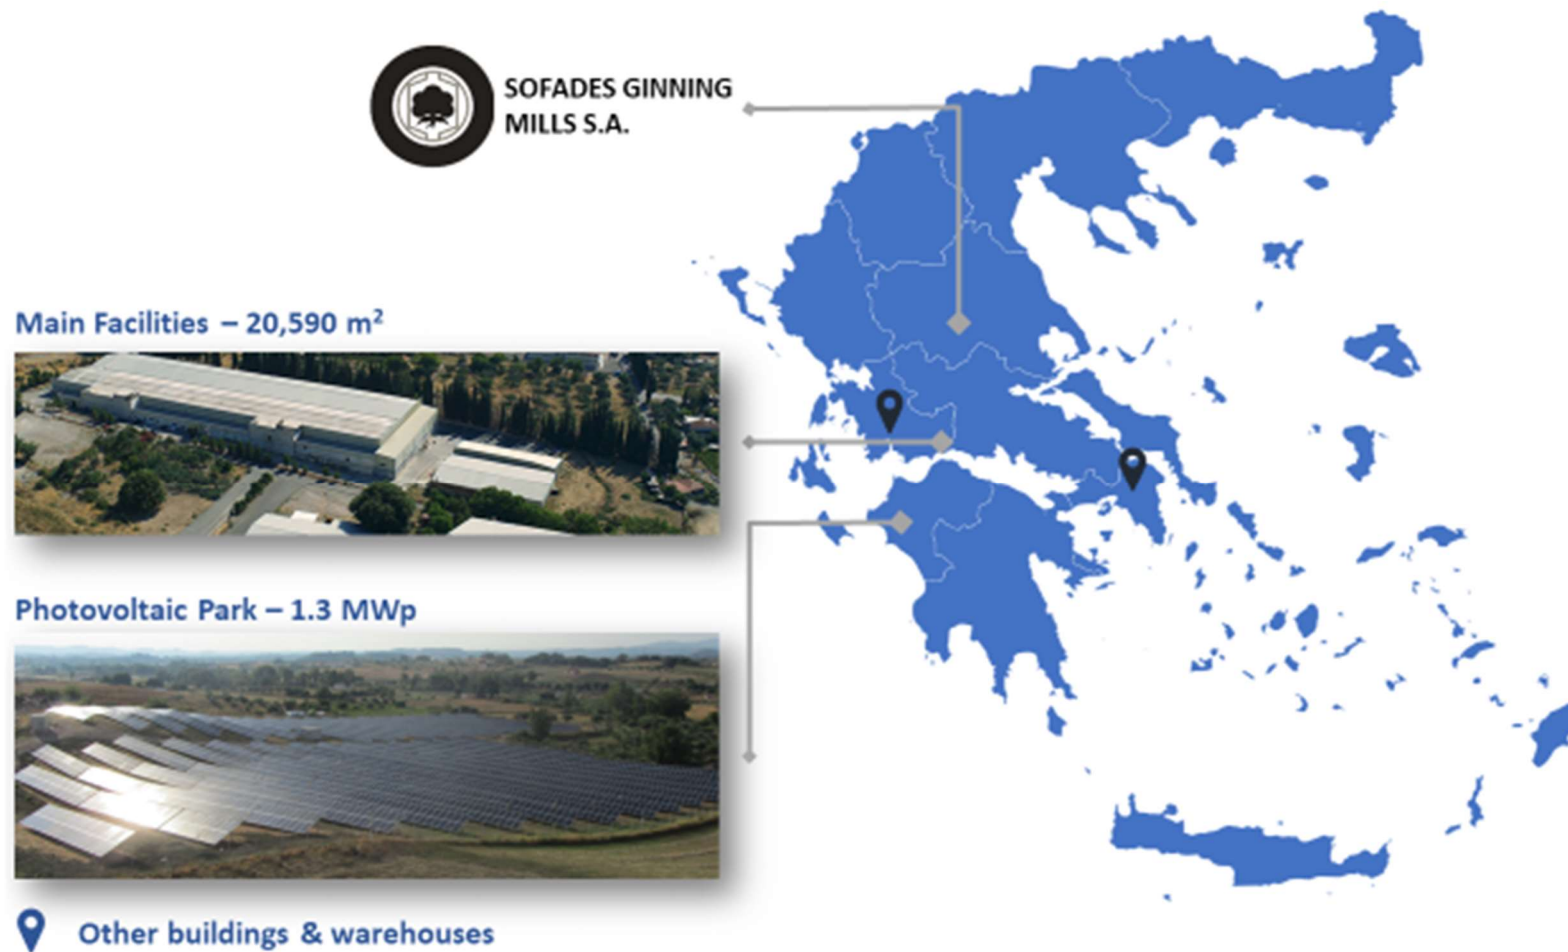 SOFADES GINNING
MILLS S.A.
Main Facilities – 20,590 m²
Photovoltaic Park – 1.3 MWp
Other buildings & warehouses